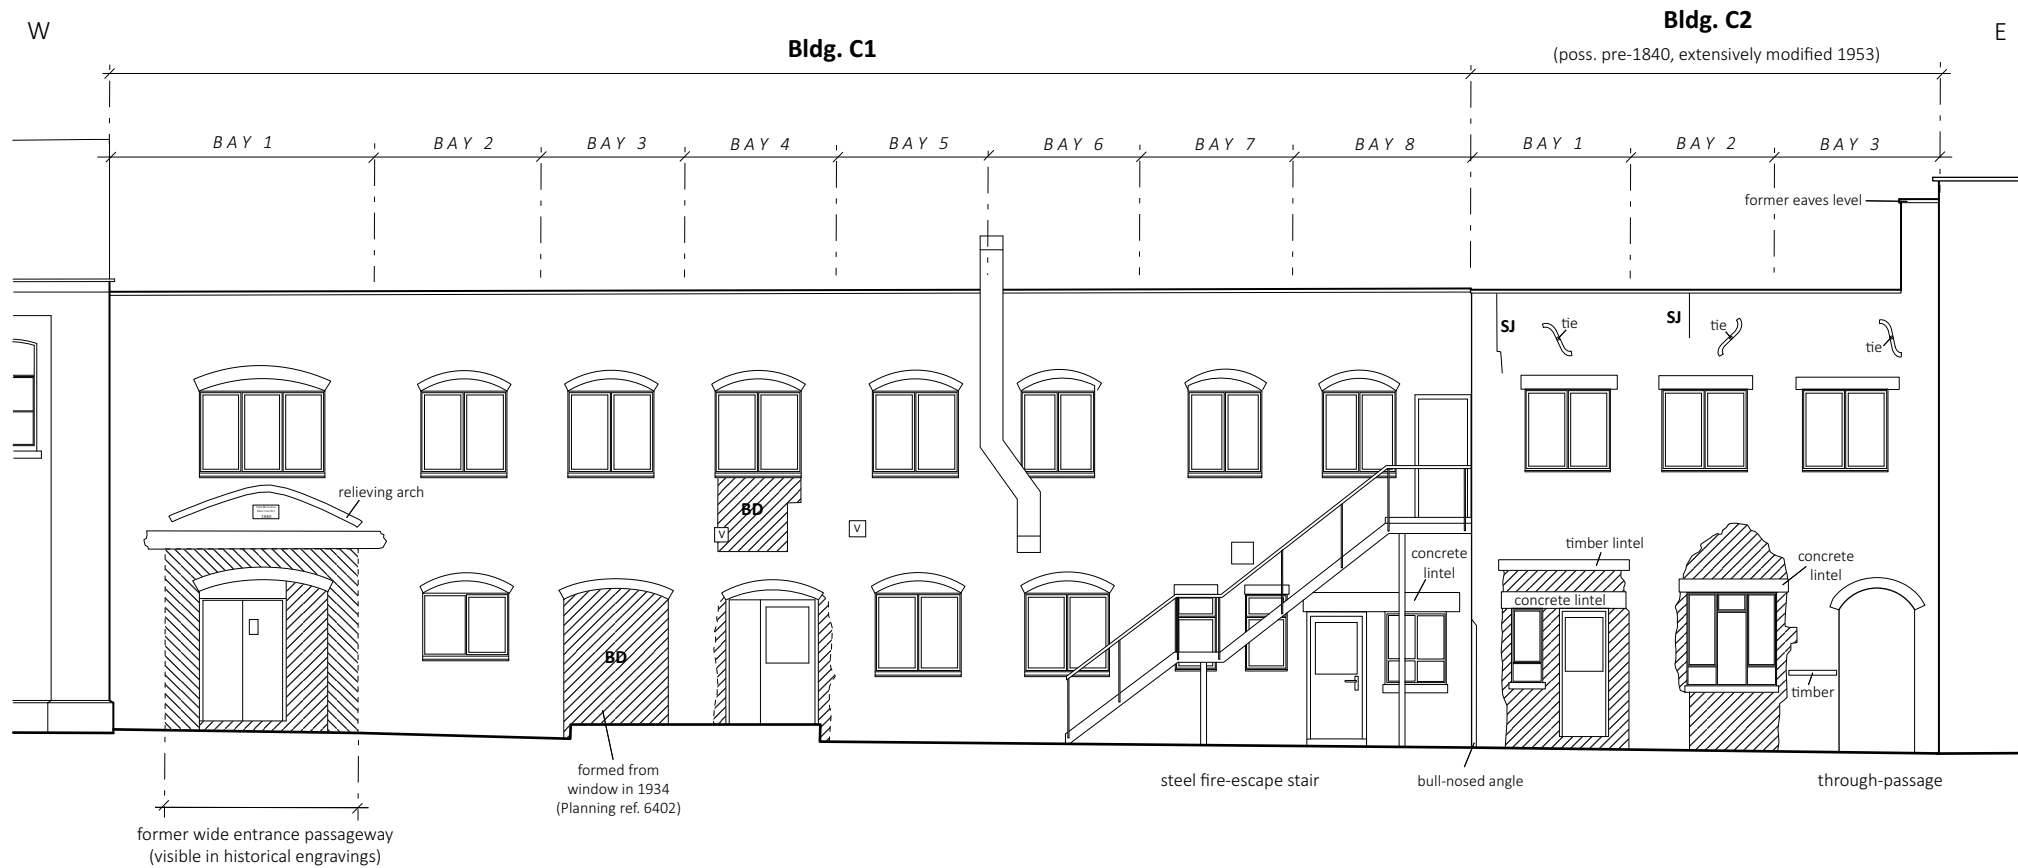 W
Bldg. C1
Bldg. C2
(poss. pre-1840, extensively modified 1953)
E
BAY 1
BAY 2
BAY 3
BAY 4
BAY 5
BAY 6
BAY 7
BAY 8
BAY 1
BAY 2
BAY 3
former eaves level
SJ
tie
SJ
tie
tie
relieving arch
BD
V
V
concrete
lintel
timber lintel
concrete
lintel
concrete lintel
BD
timber
formed from
window in 1934
(Planning ref. 6402)
steel fire-escape stair
bull-nosed angle
through-passage
former wide entrance passageway
(visible in historical engravings)